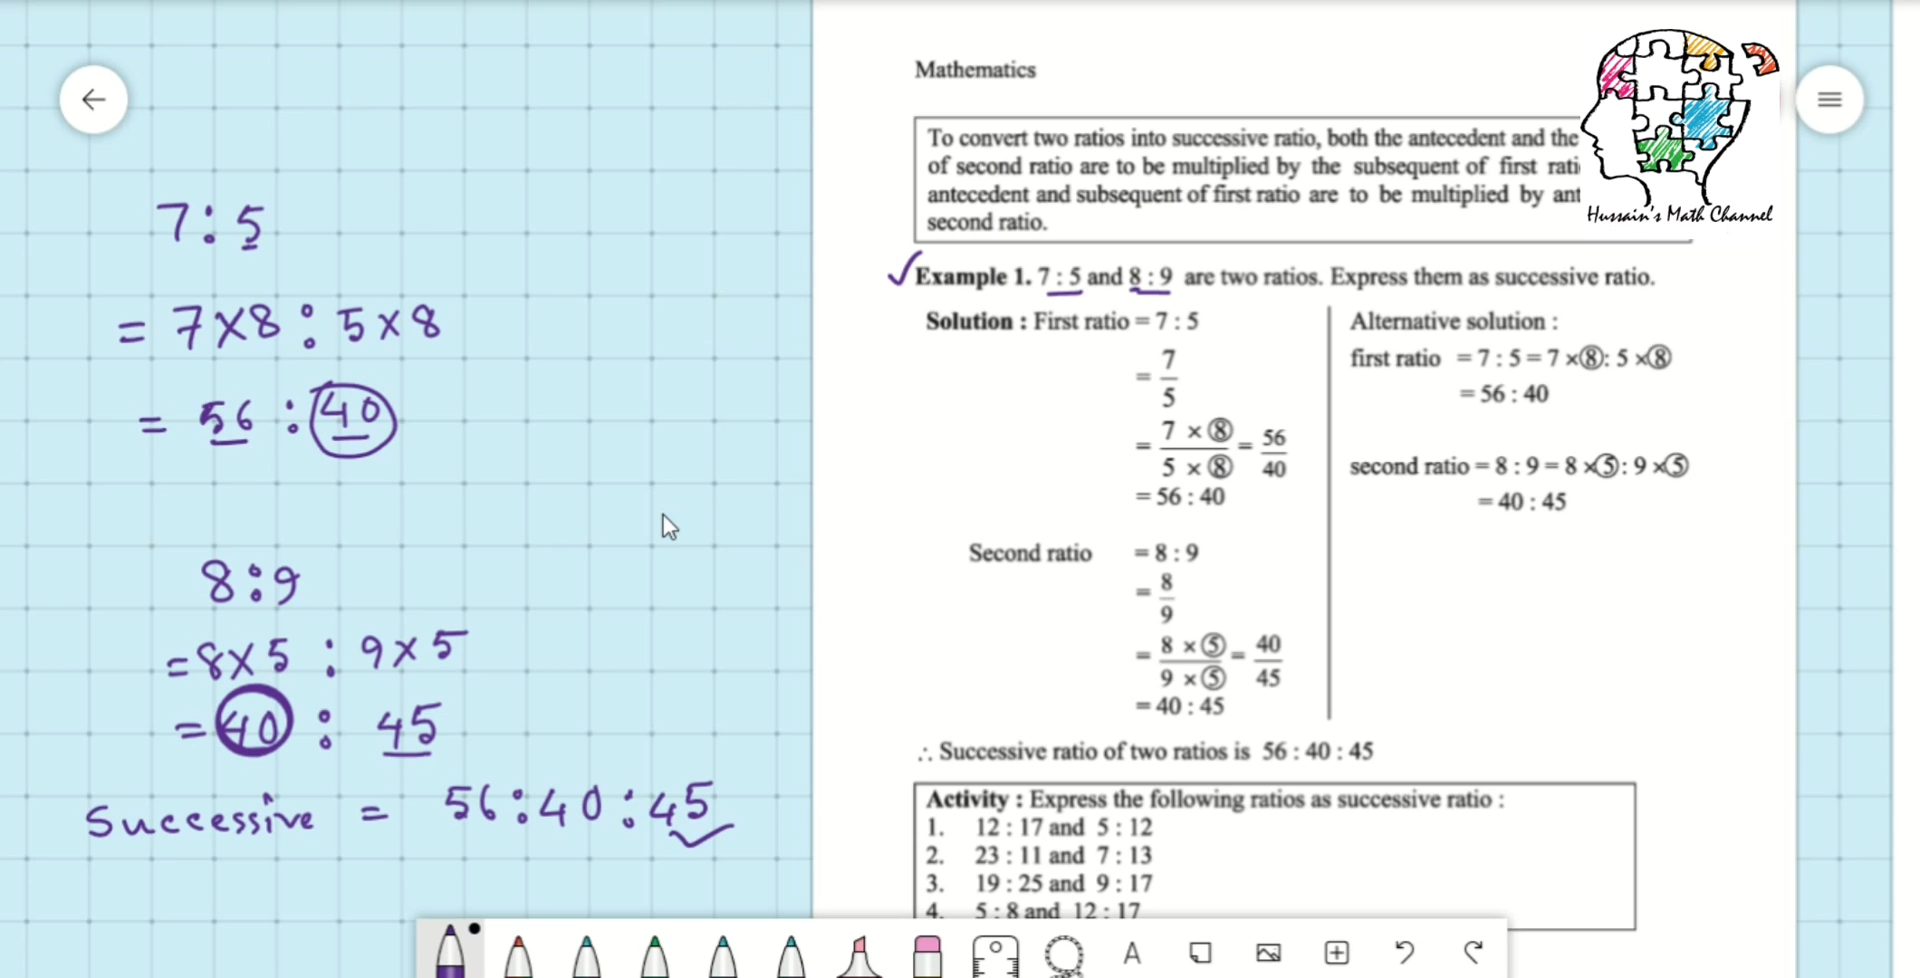 7 : 5
= 7 × 8 : 5 × 8
= 56 : 40
8 : 9
= 8 × 5 : 9 × 5
= 40 : 45
Successive = 56 : 40 : 45
Mathematics
To convert two ratios into successive ratio, both the antecedent and the
of second ratio are to be multiplied by the subsequent of first rati
antecedent and subsequent of first ratio are to be multiplied by ant
second ratio.
Hussain's Math Channel
Example 1. 7 : 5 and 8 : 9 are two ratios. Express them as successive ratio.
Solution : First ratio = 7 : 5
= 7/5
= 7 × ⑧ / 5 × ⑧ = 56/40
= 56 : 40
Second ratio = 8 : 9
= 8/9
= 8 × ⑤ / 9 × ⑤ = 40/45
= 40 : 45
Alternative solution :
first ratio = 7 : 5 = 7 ×⑧: 5 ×⑧
= 56 : 40
second ratio = 8 : 9 = 8 ×⑤: 9 ×⑤
= 40 : 45
∴ Successive ratio of two ratios is 56 : 40 : 45
Activity : Express the following ratios as successive ratio :
1. 12 : 17 and 5 : 12
2. 23 : 11 and 7 : 13
3. 19 : 25 and 9 : 17
4. 5 : 8 and 12 : 17
A